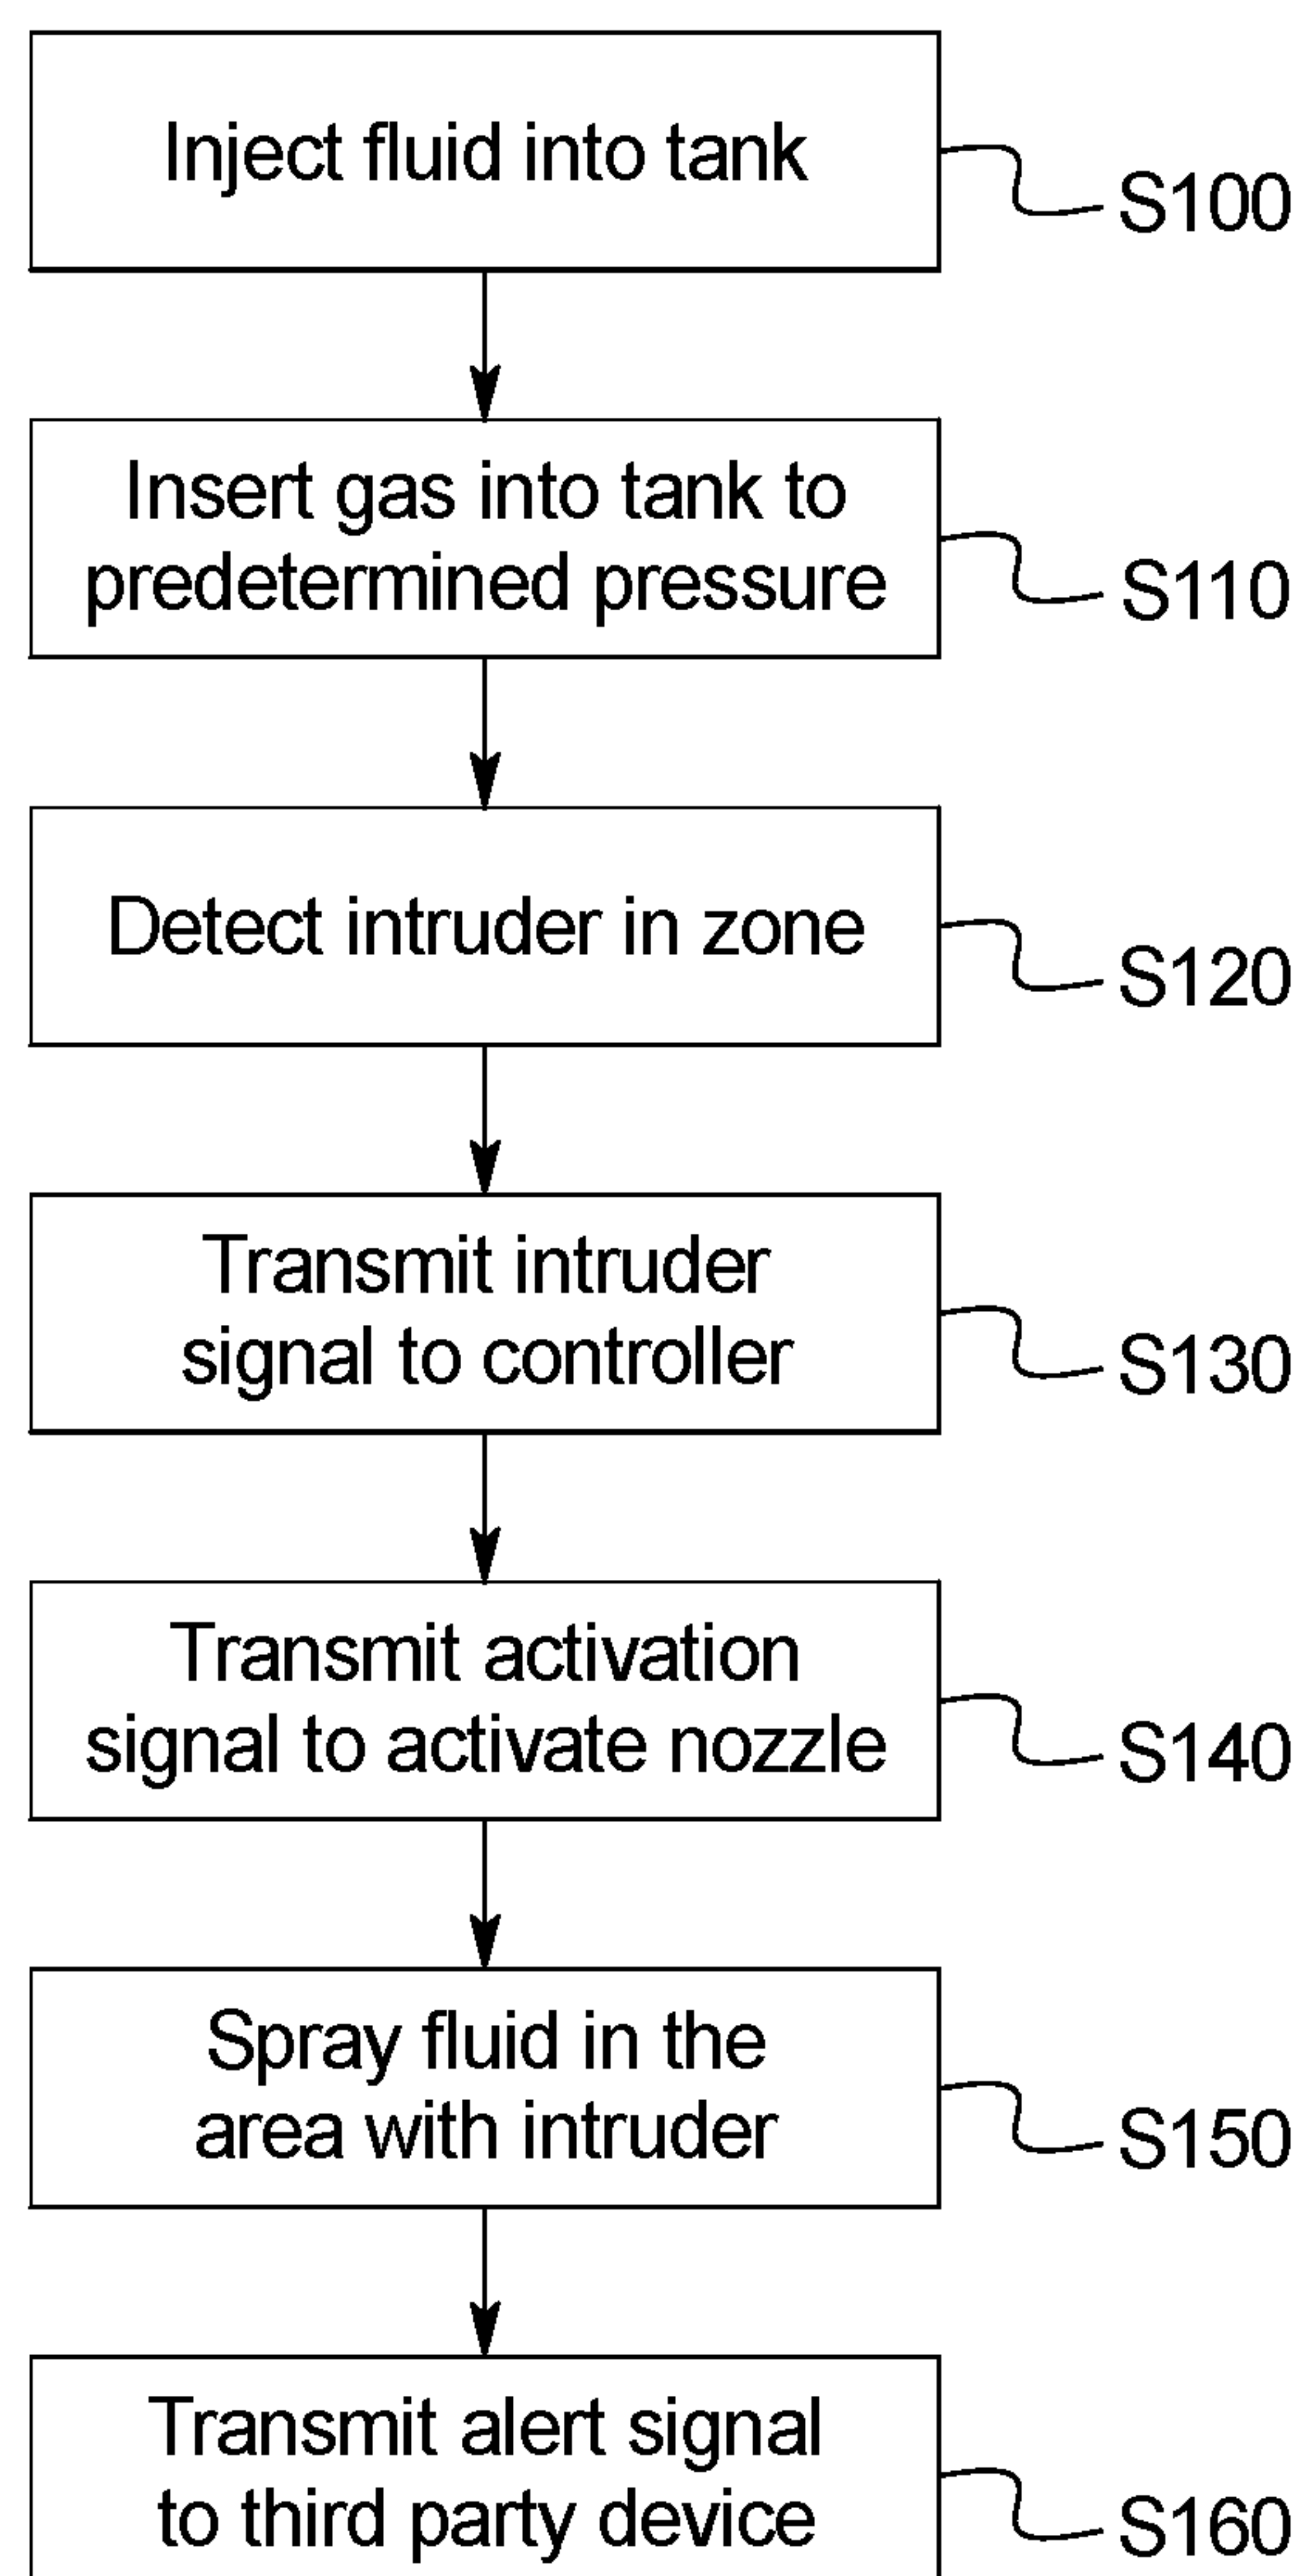 Inject fluid into tank
S100
Insert gas into tank to
predetermined pressure
S110
Detect intruder in zone
S120
Transmit intruder
signal to controller
S130
Transmit activation
signal to activate nozzle
S140
Spray fluid in the
area with intruder
S150
Transmit alert signal
to third party device
S160